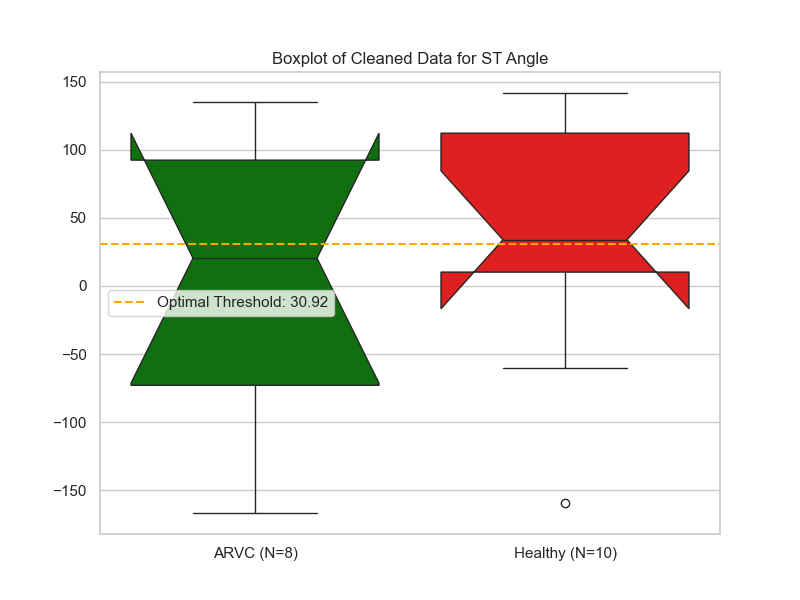 Boxplot of Cleaned Data for ST Angle
150
100
50
0
−50
−100
−150
Optimal Threshold: 30.92
ARVC (N=8)
Healthy (N=10)